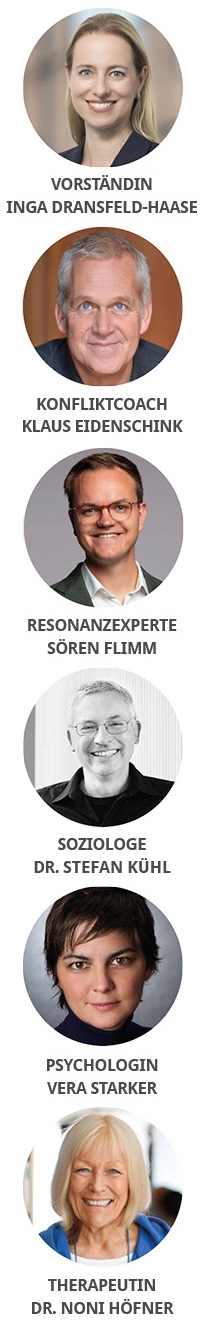 VORSTÄNDIN
INGA DRANSFELD-HAASE
KONFLIKTCOACH
KLAUS EIDENSCHINK
RESONANZEXPERTE
SÖREN FLIMM
SOZIOLOGE
DR. STEFAN KÜHL
PSYCHOLOGIN
VERA STARKER
THERAPEUTIN
DR. NONI HÖFNER